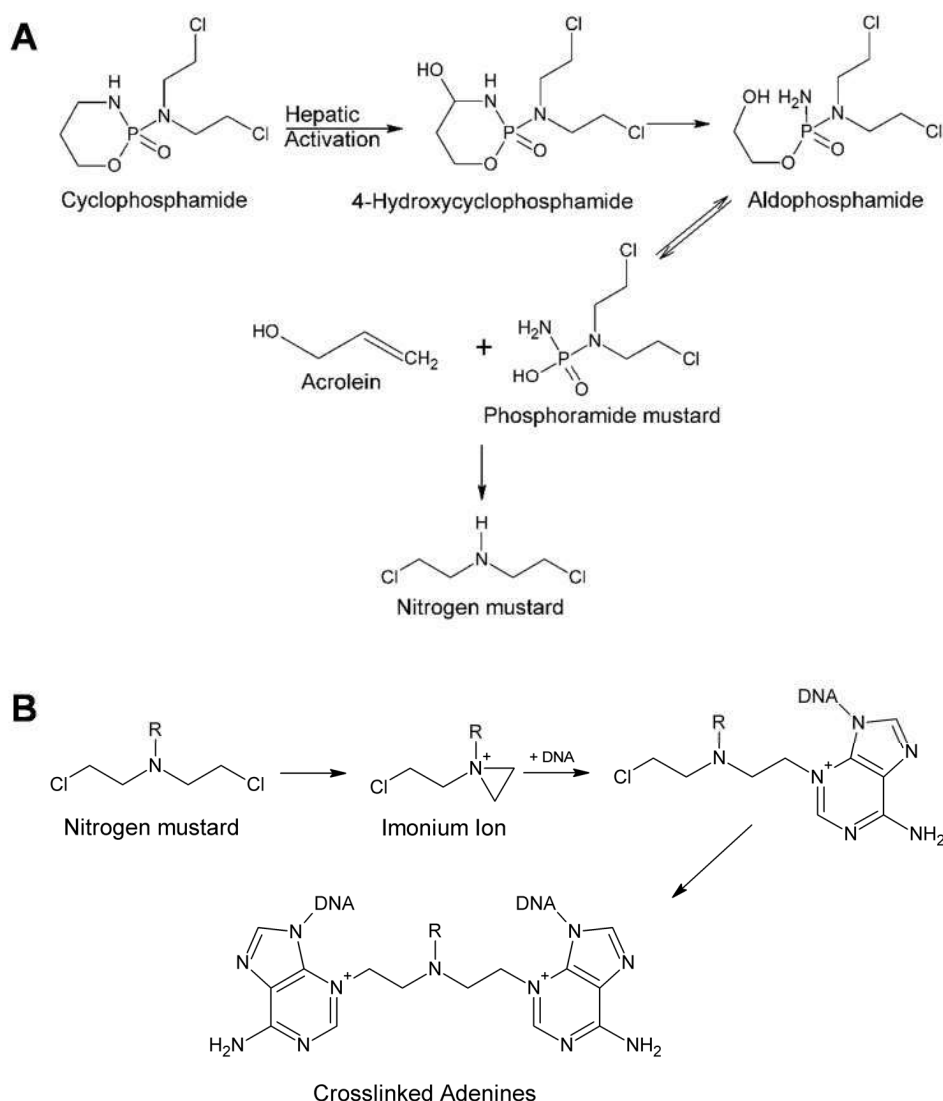 A
Cl
H
N
P
N
O
O
Cl
Cyclophosphamide
Hepatic
Activation
HO
Cl
H
N
P
N
O
O
Cl
4-Hydroxycyclophosphamide
Cl
OH
H2N
N
P
O
O
Cl
Aldophosphamide
HO
CH2
Acrolein
+
Cl
H2N
N
P
HO
O
Cl
Phosphoramide mustard
H
N
Cl
Cl
Nitrogen mustard
B
R
N
Cl
Cl
Nitrogen mustard
R
N
+
Cl
Imonium Ion
+ DNA
DNA
R
N
Cl
N
N
N
+
N
NH2
DNA
N
N
N
+
H2N
N
R
N
DNA
N
N
N
+
N
NH2
Crosslinked Adenines